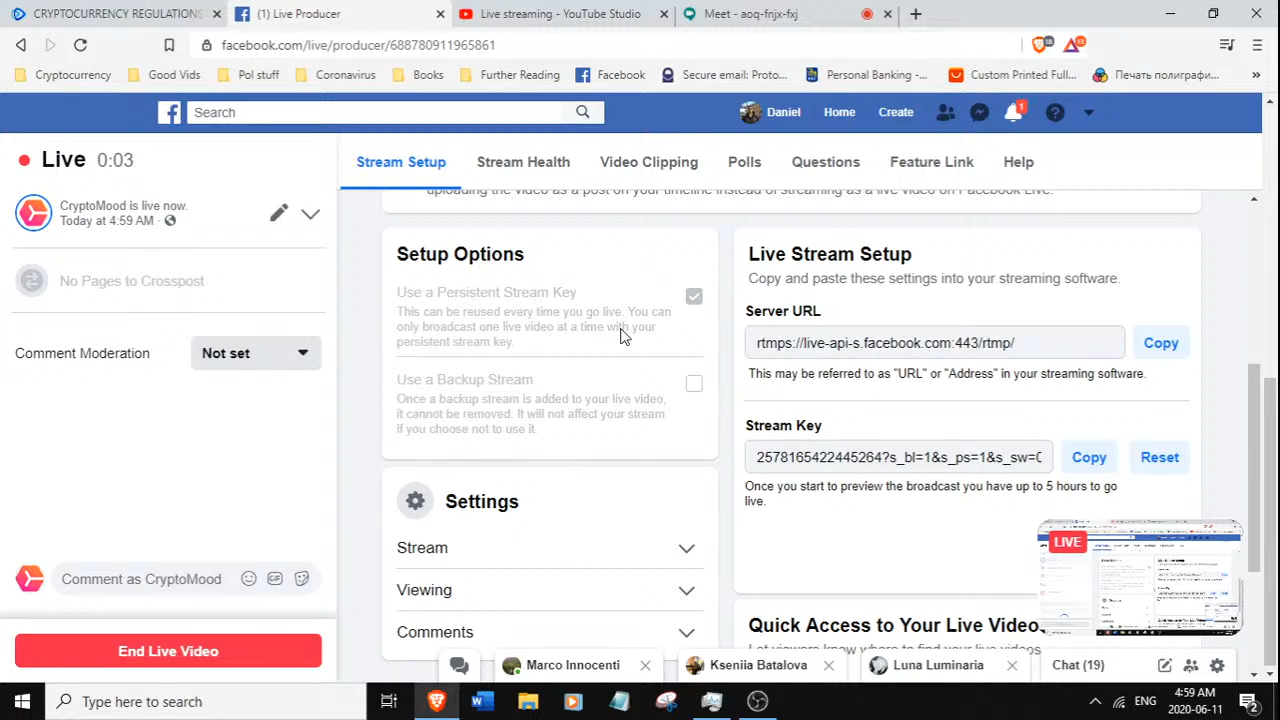 CRYPTOCURRENCY REGULATIONS
(1) Live Producer
Live streaming - YouTube Studio
Meet - aoq-fnjx-fxj
facebook.com/live/producer/688780911965861
Cryptocurrency
Good Vids
Pol stuff
Coronavirus
Books
Further Reading
Facebook
Secure email: Proto...
Personal Banking -...
Custom Printed Full...
Печать полиграфи...
Search
Daniel
Home
Create
1
Live 0:03
Stream Setup
Stream Health
Video Clipping
Polls
Questions
Feature Link
Help
CryptoMood is live now.
Today at 4:59 AM ·
No Pages to Crosspost
Comment Moderation
Not set
Comment as CryptoMood
End Live Video
uploading the video as a post on your timeline instead of streaming as a live video on Facebook Live.
Setup Options
Use a Persistent Stream Key
This can be reused every time you go live. You can
only broadcast one live video at a time with your
persistent stream key.
Use a Backup Stream
Once a backup stream is added to your live video,
it cannot be removed. It will not affect your stream
if you choose not to use it.
Settings
Stream
Viewing
Comments
Live Stream Setup
Copy and paste these settings into your streaming software.
Server URL
rtmps://live-api-s.facebook.com:443/rtmp/
Copy
This may be referred to as "URL" or "Address" in your streaming software.
Stream Key
2578165422445264?s_bl=1&s_ps=1&s_sw=0
Copy
Reset
Once you start to preview the broadcast you have up to 5 hours to go
live.
LIVE
Quick Access to Your Live Video
Let viewers know where to find your live videos
Marco Innocenti
Kseniia Batalova
Luna Luminaria
Chat (19)
Type here to search
ENG
4:59 AM
2020-06-11
2